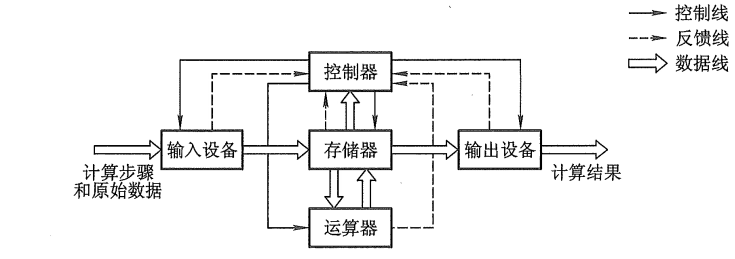 控制线
反馈线
数据线
控制器
输入设备
存储器
输出设备
计算步骤
和原始数据
计算结果
运算器